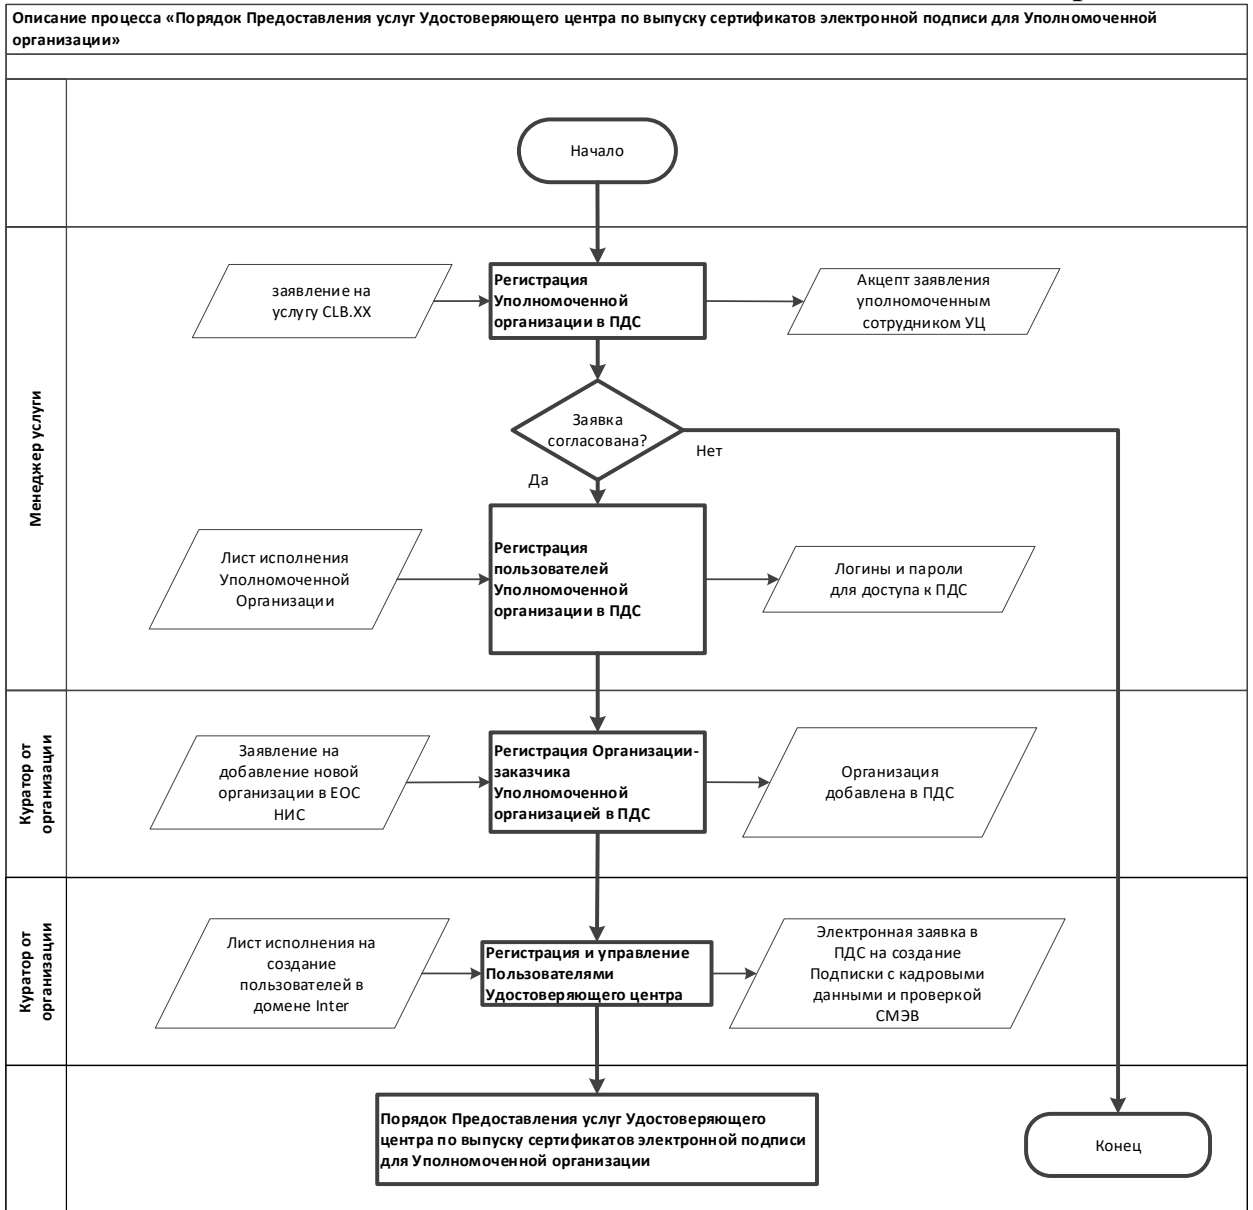 Описание процесса «Порядок Предоставления услуг Удостоверяющего центра по выпуску сертификатов электронной подписи для Уполномоченной
организации»
Начало
Менеджер услуги
заявление на
услугу CLB.XX
Регистрация
Уполномоченной
организации в ПДС
Акцепт заявления
уполномоченным
сотрудником УЦ
Заявка
согласована?
Нет
Да
Лист исполнения
Уполномоченной
Организации
Регистрация
пользователей
Уполномоченной
организации в ПДС
Логины и пароли
для доступа к ПДС
Куратор от
организации
Заявление на
добавление новой
организации в ЕОС
НИС
Регистрация Организации-
заказчика
Уполномоченной
организацией в ПДС
Организация
добавлена в ПДС
Куратор от
организации
Лист исполнения на
создание
пользователей в
домене Inter
Регистрация и управление
Пользователями
Удостоверяющего центра
Электронная заявка в
ПДС на создание
Подписки с кадровыми
данными и проверкой
СМЭВ
Порядок Предоставления услуг Удостоверяющего
центра по выпуску сертификатов электронной подписи
для Уполномоченной организации
Конец